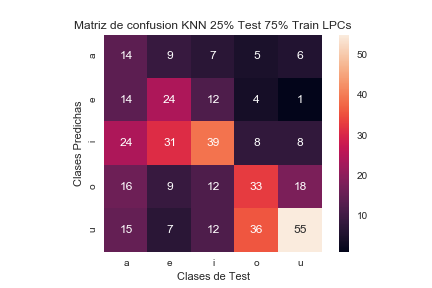 Matriz de confusion KNN 25% Test 75% Train LPCs
a 14 9 7 5 6
e 14 24 12 4 1
i 24 31 39 8 8
o 16 9 12 33 18
u 15 7 12 36 55
a e i o u
Clases de Test
Clases Predichas
50
40
30
20
10